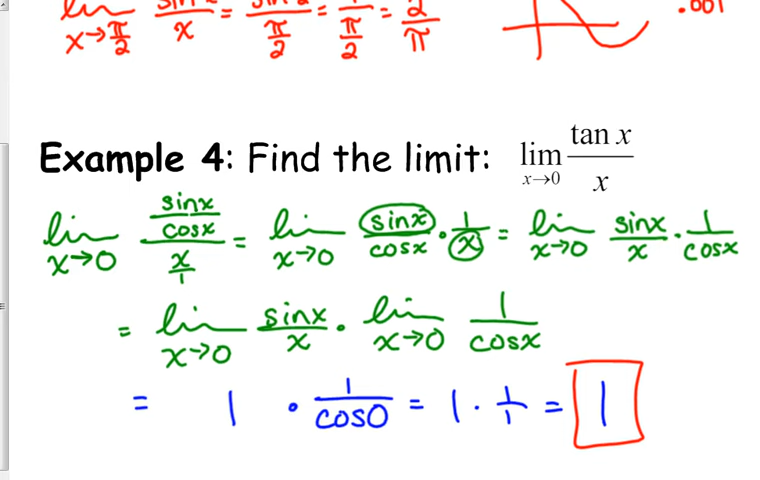 lim x→π/2 sin π/2 / x = sin π/2 / π/2 = 1 / π/2 = 2/π
.001
Example 4: Find the limit: lim x→0 tan x / x
lim x→0 sinx/cosx / x/1 = lim x→0 sinx/cosx · 1/x = lim x→0 sinx/x · 1/cosx
= lim x→0 sinx/x · lim x→0 1/cosx
= 1 · 1/cos0 = 1 · 1/1 = 1